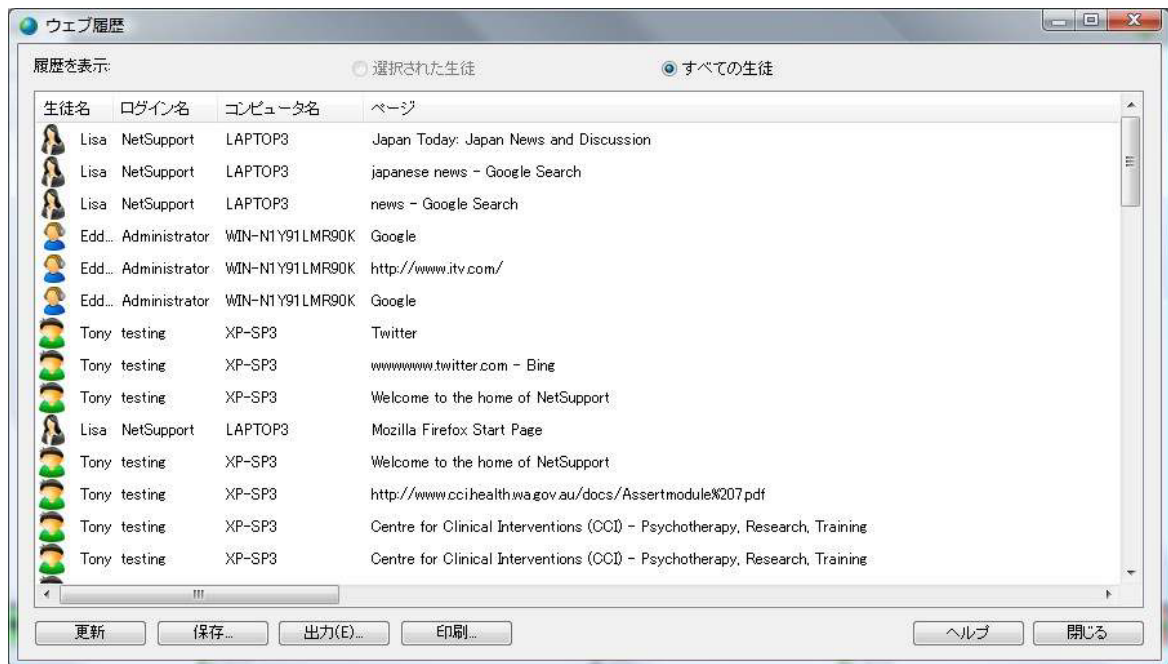 ウェブ履歴
履歴を表示: 選択された生徒 すべての生徒
生徒名 ログイン名 コンピュータ名 ページ
Lisa NetSupport LAPTOP3 Japan Today: Japan News and Discussion
Lisa NetSupport LAPTOP3 japanese news - Google Search
Lisa NetSupport LAPTOP3 news - Google Search
Edd... Administrator WIN-N1Y91LMR90K Google
Edd... Administrator WIN-N1Y91LMR90K http://www.itv.com/
Edd... Administrator WIN-N1Y91LMR90K Google
Tony testing XP-SP3 Twitter
Tony testing XP-SP3 wwwwwww.twitter.com - Bing
Tony testing XP-SP3 Welcome to the home of NetSupport
Lisa NetSupport LAPTOP3 Mozilla Firefox Start Page
Tony testing XP-SP3 Welcome to the home of NetSupport
Tony testing XP-SP3 http://www.cci.health.wa.gov.au/docs/Assertmodule%207.pdf
Tony testing XP-SP3 Centre for Clinical Interventions (CCI) - Psychotherapy, Research, Training
Tony testing XP-SP3 Centre for Clinical Interventions (CCI) - Psychotherapy, Research, Training
更新 保存... 出力(E)... 印刷... ヘルプ 閉じる